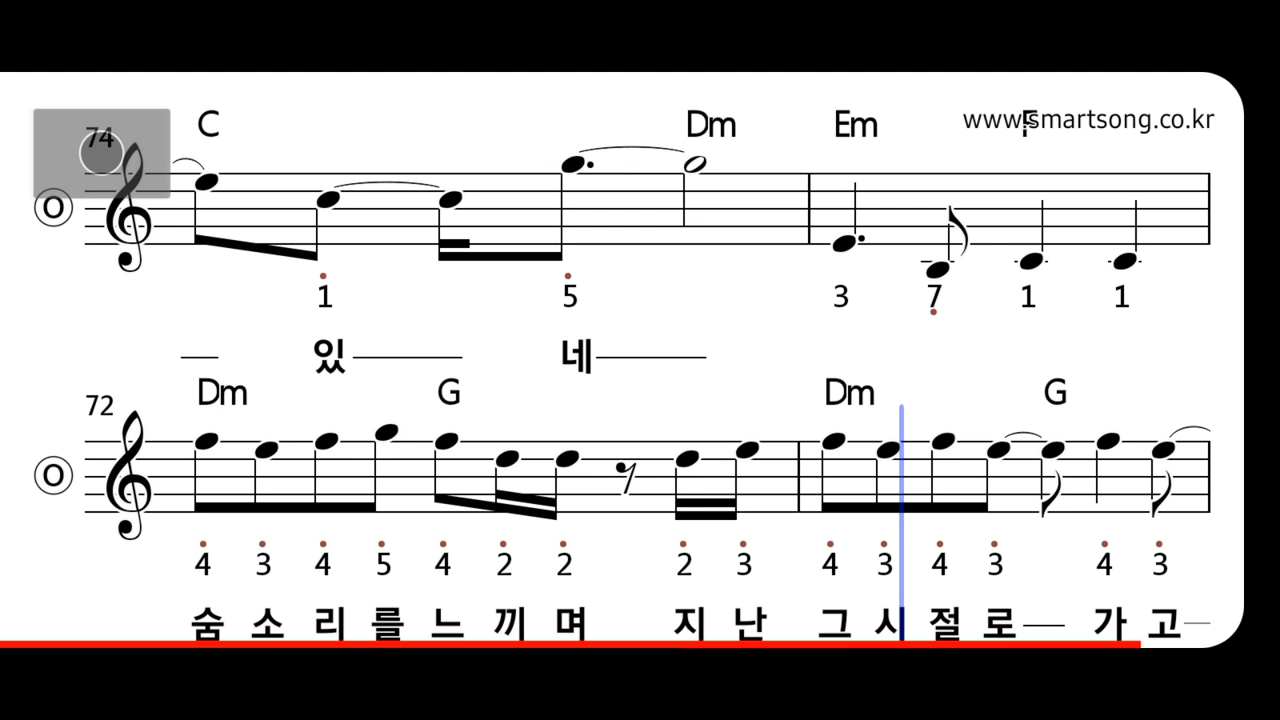 www.smartsong.co.kr
74 C Dm Em F
O
1 5 3 7 1 1
있 네
72 Dm G Dm G
O
4 3 4 5 4 2 2 2 3 4 3 4 3 4 3
숨 소 리 를 느 끼 며 지 난 그 시 절 로 가 고